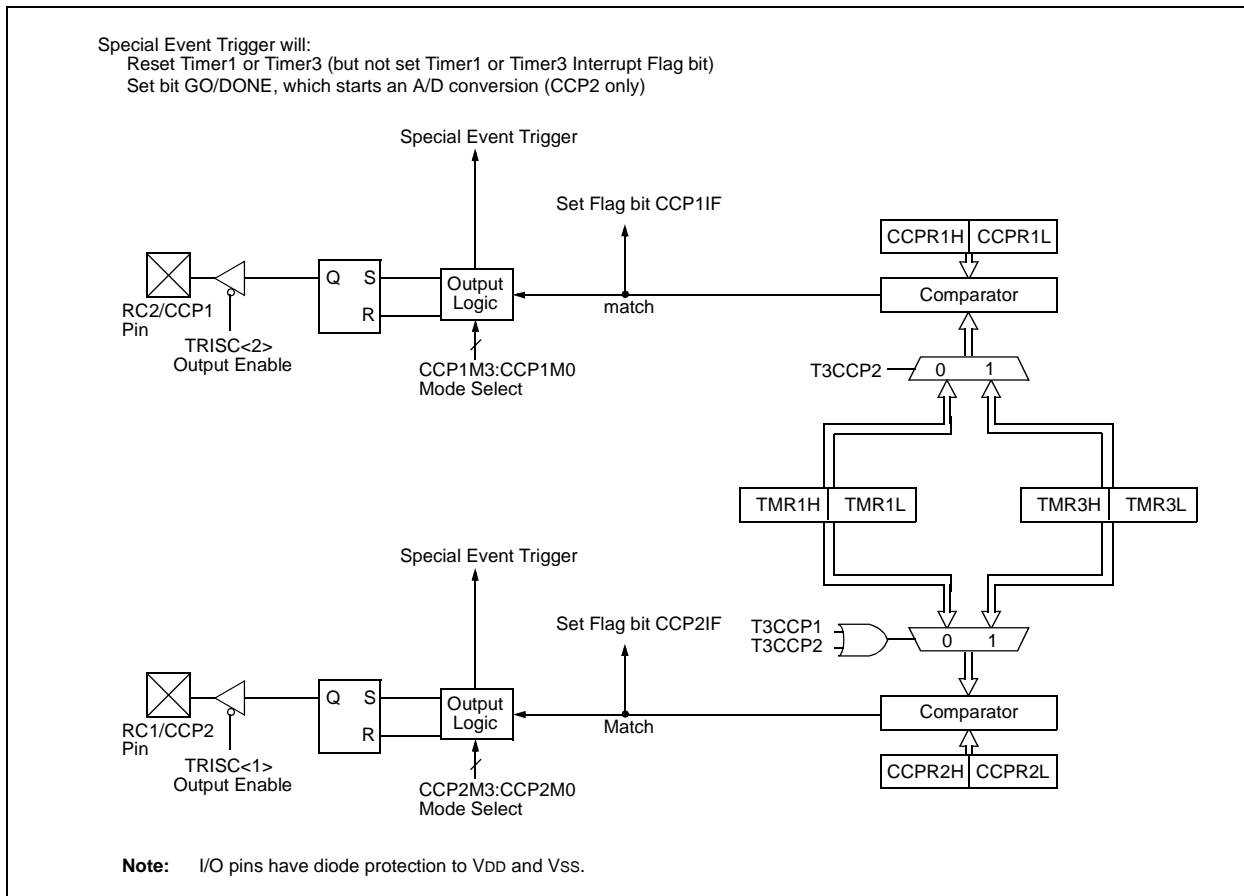 Special Event Trigger will:
Reset Timer1 or Timer3 (but not set Timer1 or Timer3 Interrupt Flag bit)
Set bit GO/DONE, which starts an A/D conversion (CCP2 only)
Special Event Trigger
Set Flag bit CCP1IF
CCPR1H CCPR1L
Q S
R
Output
Logic
match
Comparator
RC2/CCP1
Pin
TRISC<2>
Output Enable
CCP1M3:CCP1M0
Mode Select
T3CCP2
0 1
TMR1H TMR1L
TMR3H TMR3L
Special Event Trigger
Set Flag bit CCP2IF
T3CCP1
T3CCP2
0 1
Q S
R
Output
Logic
Match
Comparator
RC1/CCP2
Pin
TRISC<1>
Output Enable
CCP2M3:CCP2M0
Mode Select
CCPR2H CCPR2L
Note: I/O pins have diode protection to VDD and VSS.